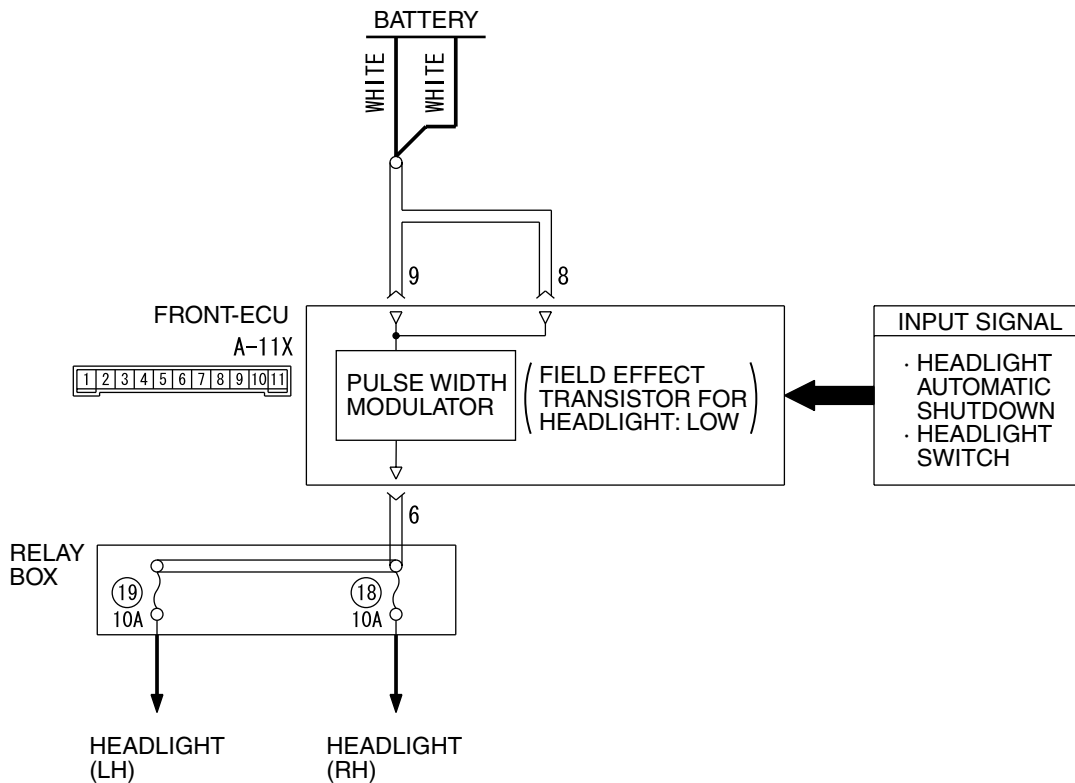 BATTERY
WHITE
WHITE
9
8
FRONT-ECU
A-11X
1 2 3 4 5 6 7 8 9 10 11
PULSE WIDTH
MODULATOR
( FIELD EFFECT
TRANSISTOR FOR
HEADLIGHT: LOW )
INPUT SIGNAL
· HEADLIGHT
AUTOMATIC
SHUTDOWN
· HEADLIGHT
SWITCH
6
RELAY
BOX
19
10A
18
10A
HEADLIGHT
(LH)
HEADLIGHT
(RH)